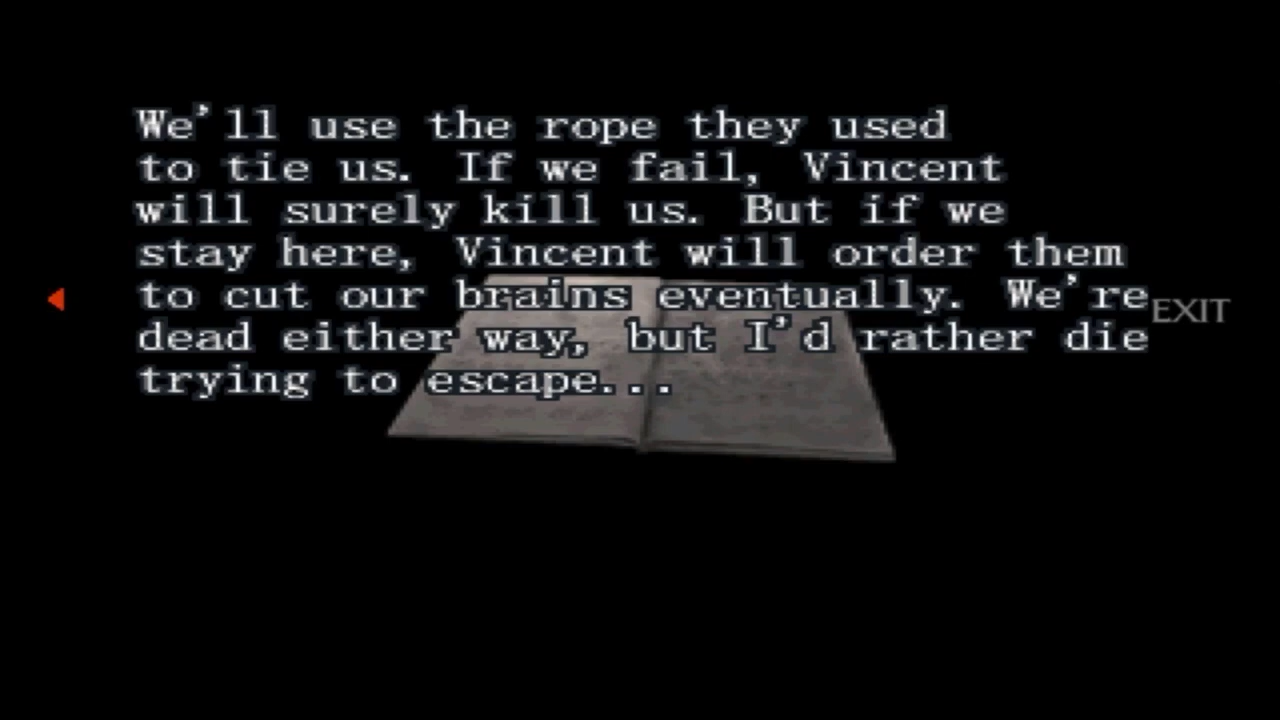 We'll use the rope they used
to tie us. If we fail, Vincent
will surely kill us. But if we
stay here, Vincent will order them
to cut our brains eventually. We're
EXIT
dead either way, but I'd rather die
trying to escape...